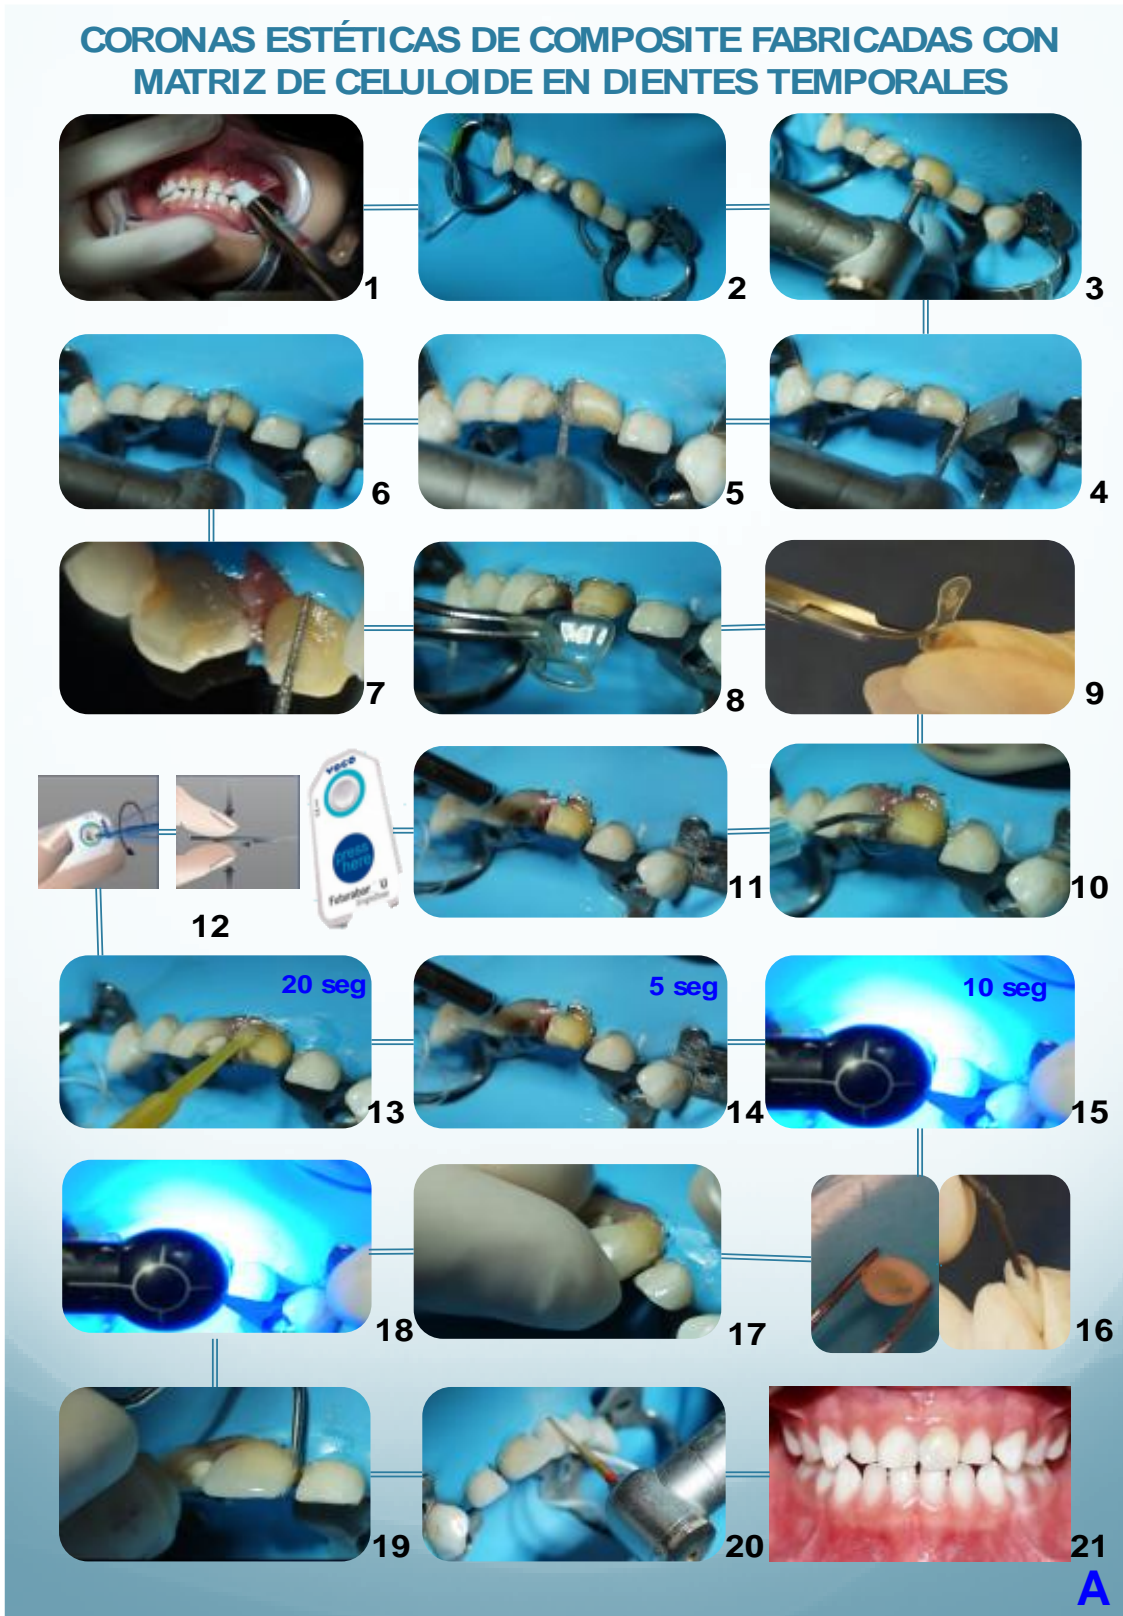 CORONAS ESTÉTICAS DE COMPOSITE FABRICADAS CON
MATRIZ DE CELULOIDE EN DIENTES TEMPORALES
1
2
3
6
5
4
7
8
9
VOCO
press
here
Futurabond U
SingleDose
12
11
10
20 seg
13
5 seg
14
10 seg
15
18
17
16
19
20
21
A